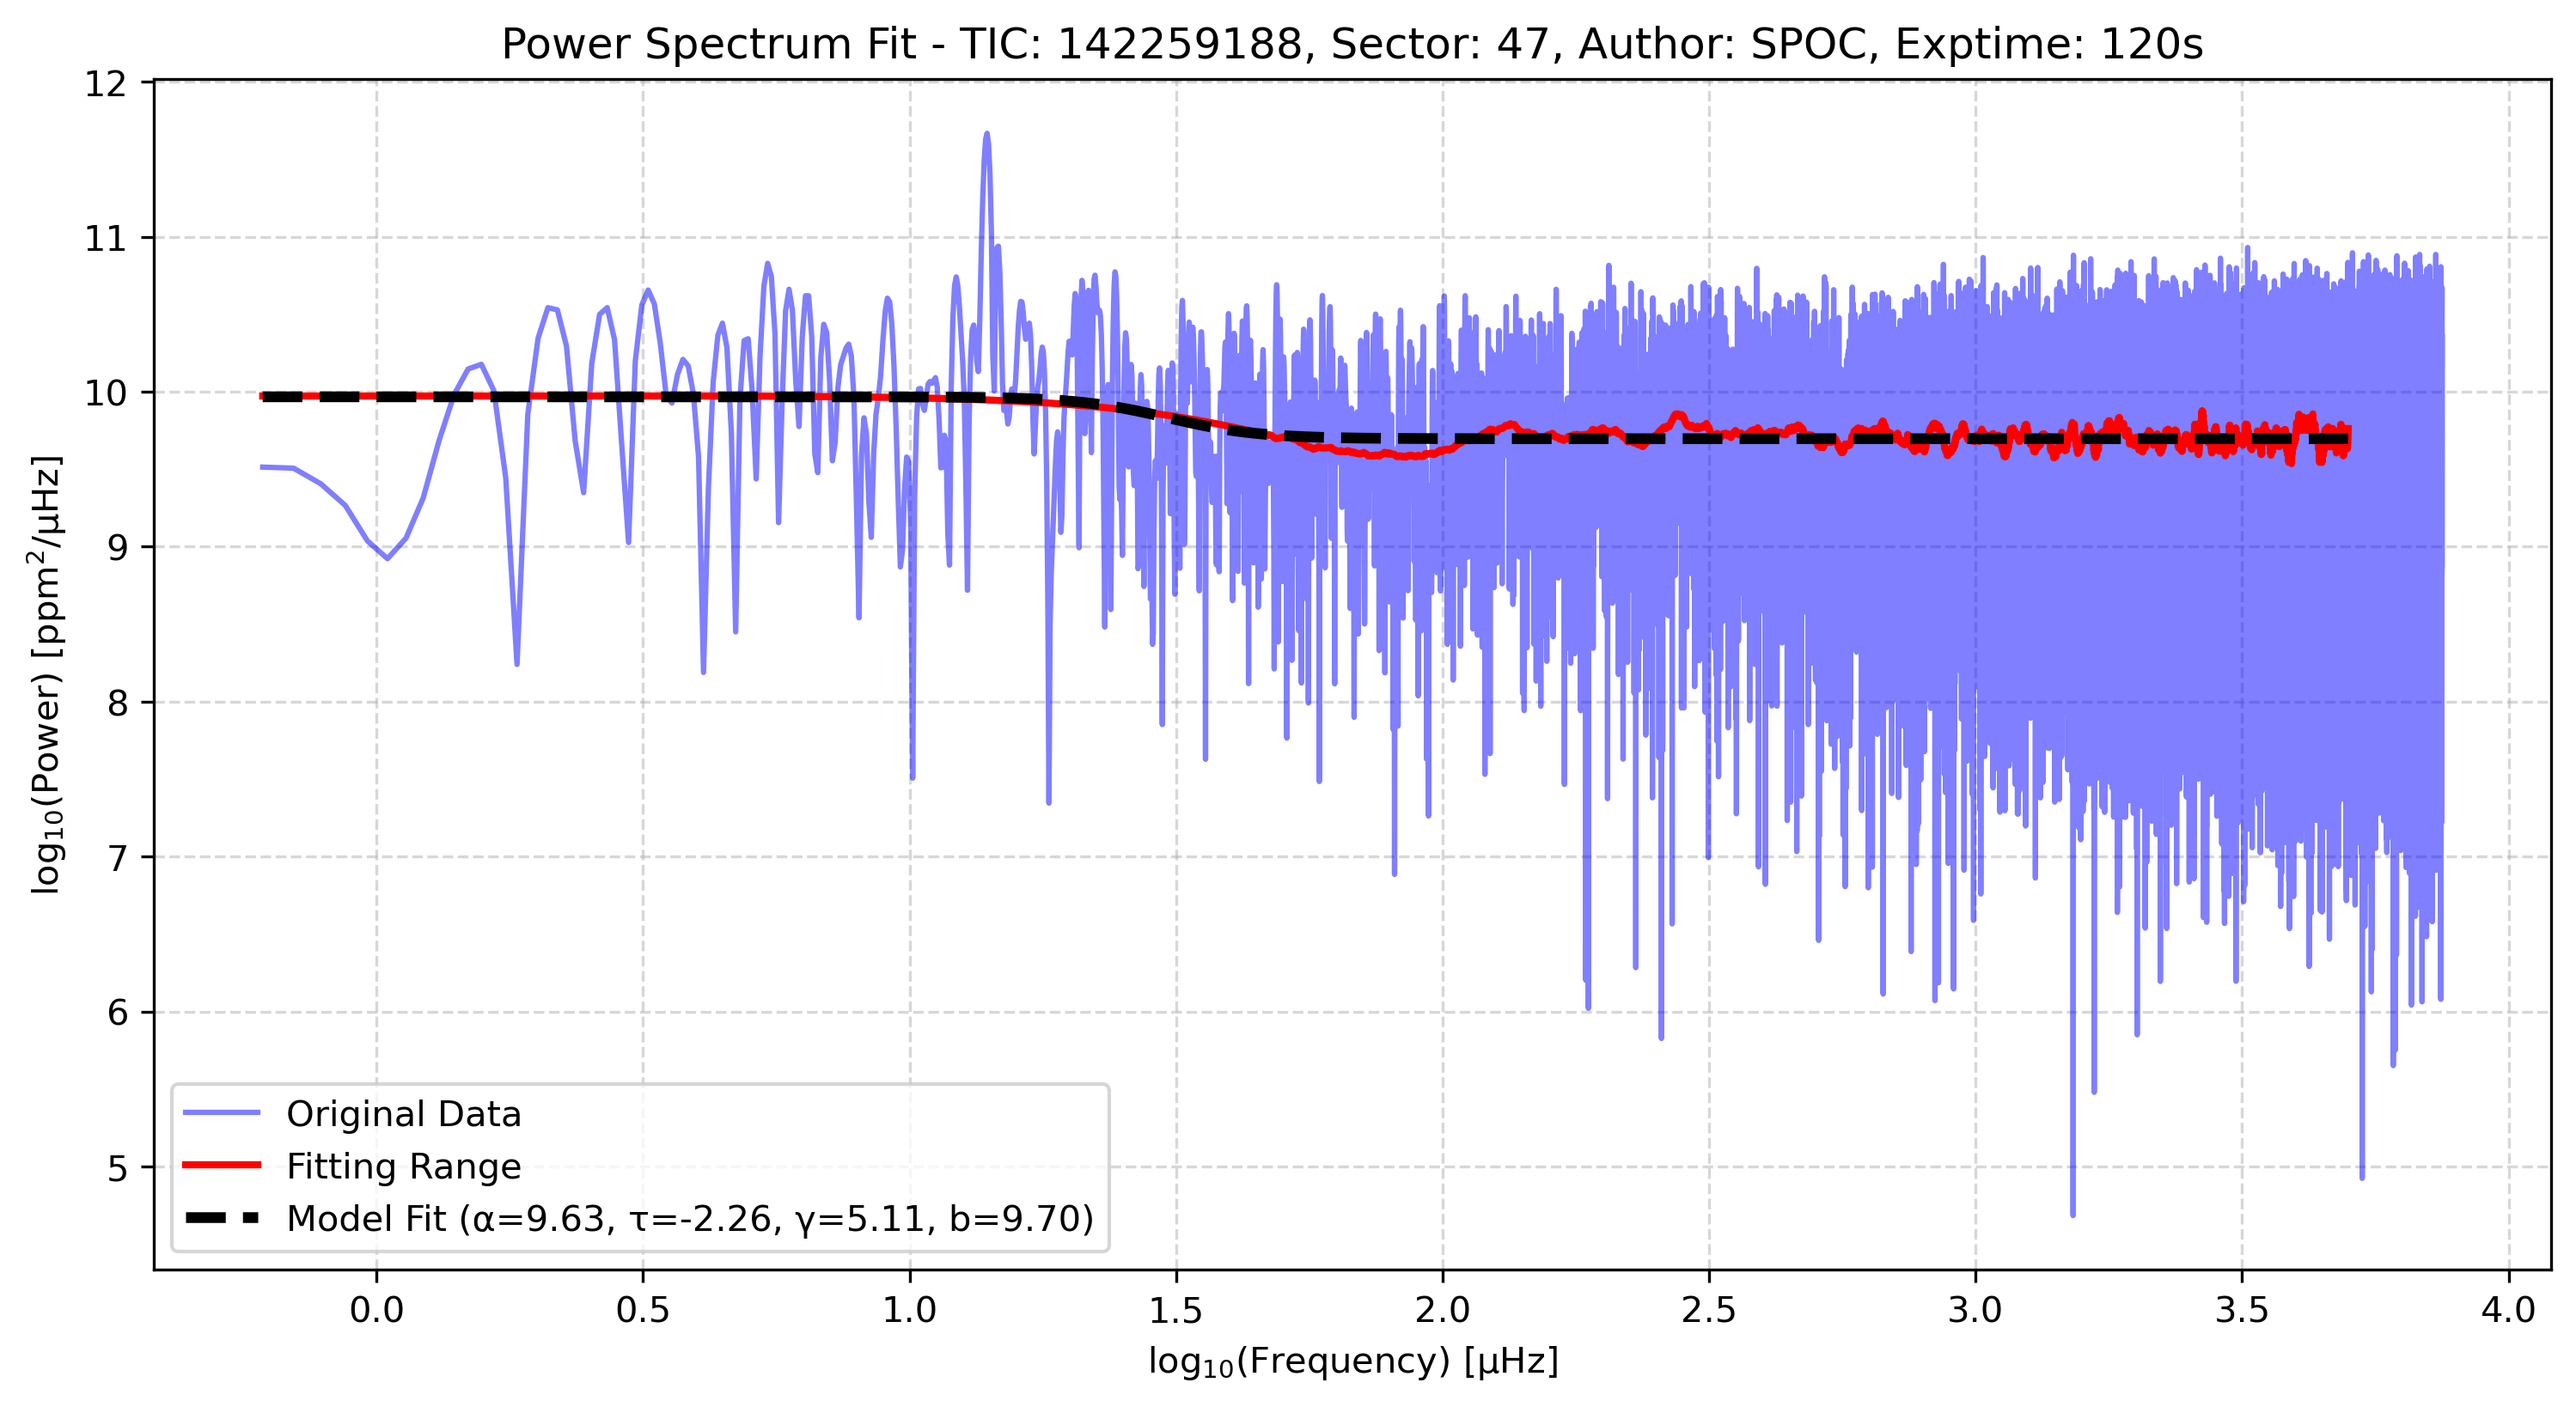 Power Spectrum Fit - TIC: 142259188, Sector: 47, Author: SPOC, Exptime: 120s
log₁₀(Power) [ppm²/μHz]
12
11
10
9
8
7
6
5
Original Data
Fitting Range
Model Fit (α=9.63, τ=-2.26, γ=5.11, b=9.70)
0.0 0.5 1.0 1.5 2.0 2.5 3.0 3.5 4.0
log₁₀(Frequency) [μHz]